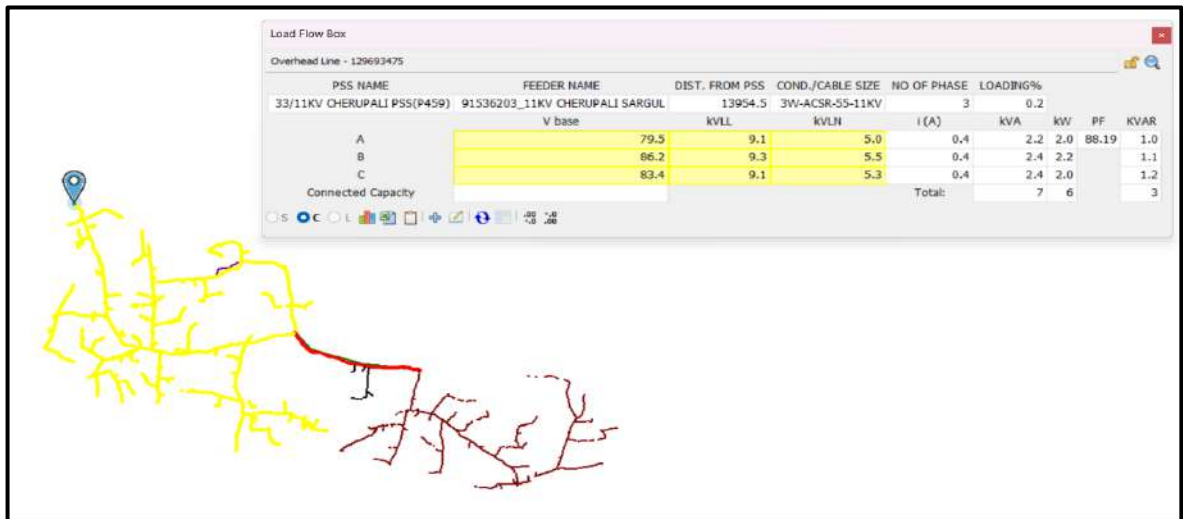 Load Flow Box
Overhead Line - 129693475
PSS NAME FEEDER NAME DIST. FROM PSS COND./CABLE SIZE NO OF PHASE LOADING%
33/11KV CHERUPALI PSS(P459) 91536203_11KV CHERUPALI SARGUL 13954.5 3W-ACSR-55-11KV 3 0.2
V base kVLL kVLN i (A) kVA kW PF KVAR
A 79.5 9.1 5.0 0.4 2.2 2.0 88.19 1.0
B 86.2 9.3 5.5 0.4 2.4 2.2 1.1
C 83.4 9.1 5.3 0.4 2.4 2.0 1.2
Connected Capacity Total: 7 6 3
S C L